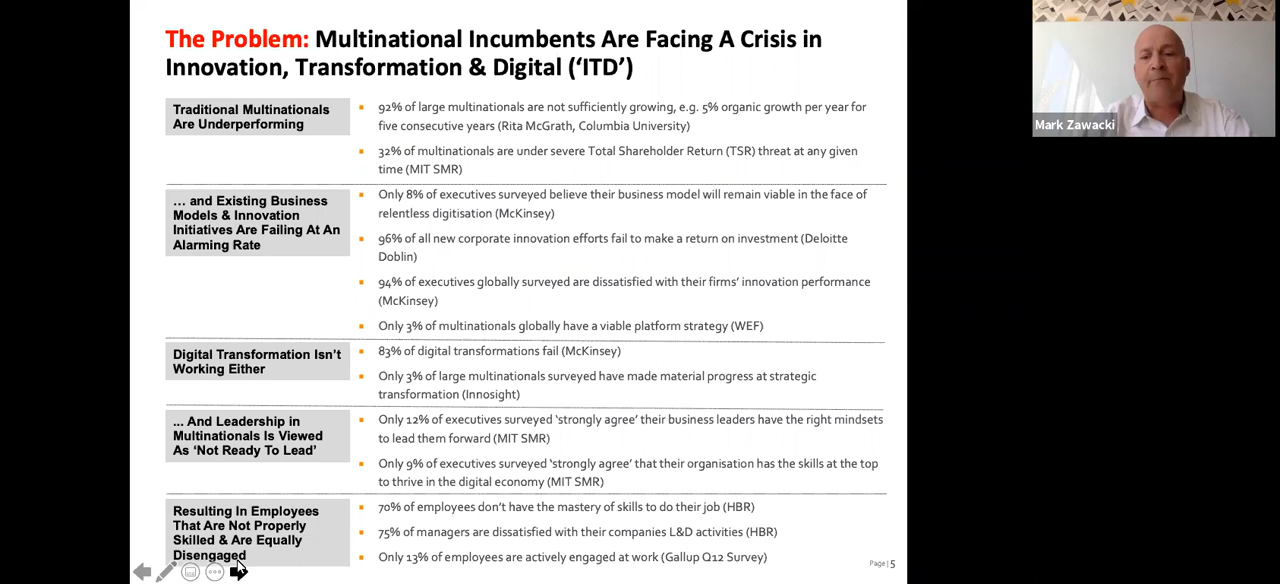 The Problem: Multinational Incumbents Are Facing A Crisis in
Innovation, Transformation & Digital (‘ITD’)
Traditional Multinationals
Are Underperforming
92% of large multinationals are not sufficiently growing, e.g. 5% organic growth per year for
five consecutive years (Rita McGrath, Columbia University)
32% of multinationals are under severe Total Shareholder Return (TSR) threat at any given
time (MIT SMR)
… and Existing Business
Models & Innovation
Initiatives Are Failing At An
Alarming Rate
Only 8% of executives surveyed believe their business model will remain viable in the face of
relentless digitisation (McKinsey)
96% of all new corporate innovation efforts fail to make a return on investment (Deloitte
Doblin)
94% of executives globally surveyed are dissatisfied with their firms’ innovation performance
(McKinsey)
Only 3% of multinationals globally have a viable platform strategy (WEF)
Digital Transformation Isn’t
Working Either
83% of digital transformations fail (McKinsey)
Only 3% of large multinationals surveyed have made material progress at strategic
transformation (Innosight)
... And Leadership in
Multinationals Is Viewed
As ‘Not Ready To Lead’
Only 12% of executives surveyed ‘strongly agree’ their business leaders have the right mindsets
to lead them forward (MIT SMR)
Only 9% of executives surveyed ‘strongly agree’ that their organisation has the skills at the top
to thrive in the digital economy (MIT SMR)
Resulting In Employees
That Are Not Properly
Skilled & Are Equally
Disengaged
70% of employees don’t have the mastery of skills to do their job (HBR)
75% of managers are dissatisfied with their companies L&D activities (HBR)
Only 13% of employees are actively engaged at work (Gallup Q12 Survey)
Page | 5
Mark Zawacki